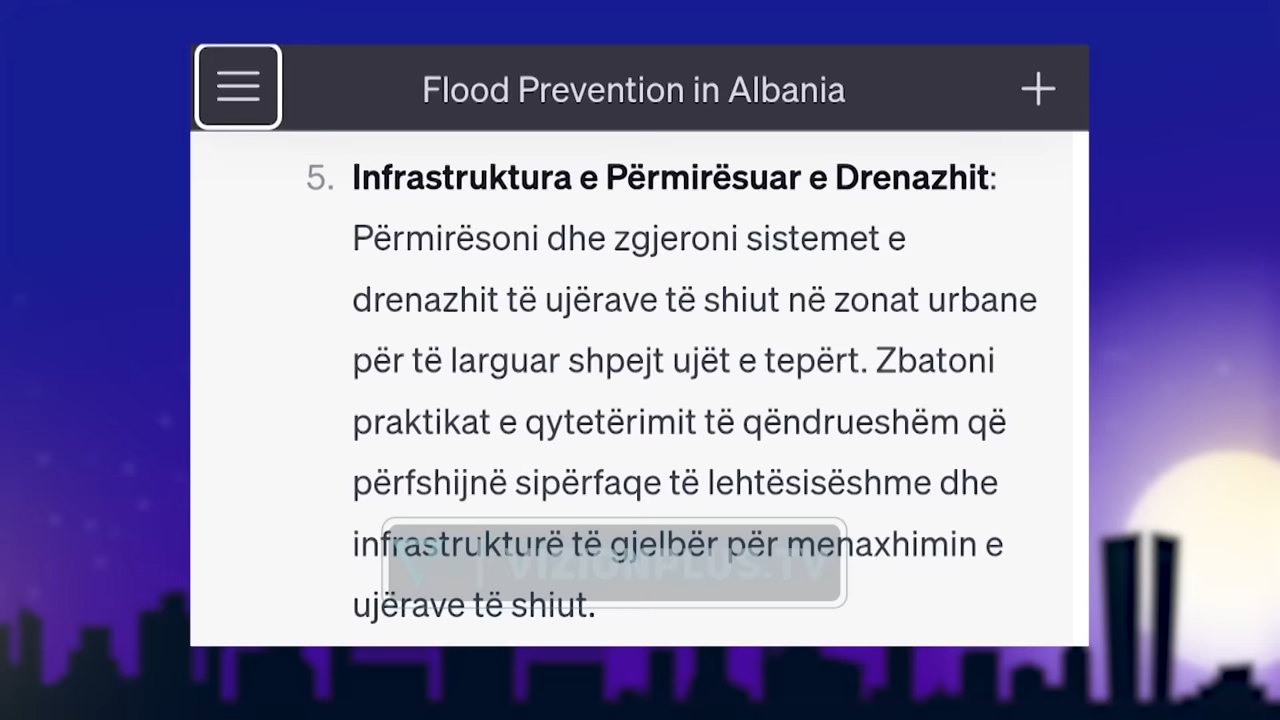 Flood Prevention in Albania
5. Infrastruktura e Përmirësuar e Drenazhit:
Përmirësoni dhe zgjeroni sistemet e
drenazhit të ujërave të shiut në zonat urbane
për të larguar shpejt ujët e tepërt. Zbatoni
praktikat e qytetërimit të qëndrueshëm që
përfshijnë sipërfaqe të lehtësisëshme dhe
infrastrukturë të gjelbër për menaxhimin e
VIZIONPLUS.TV
ujërave të shiut.